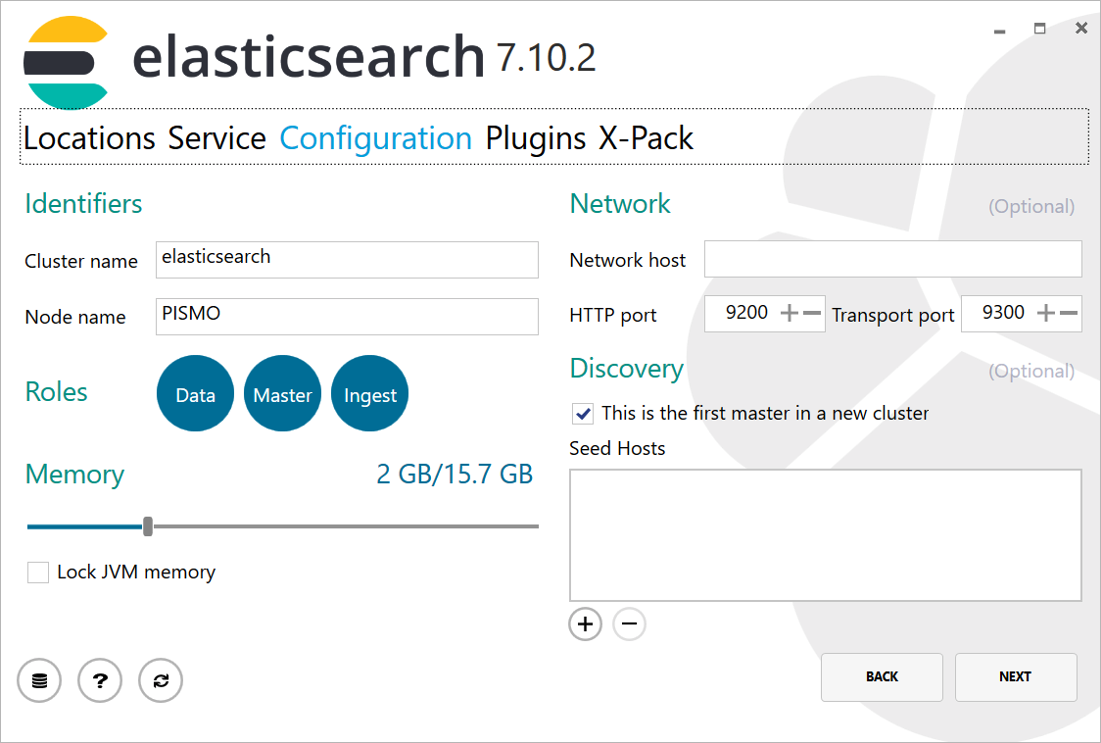 elasticsearch 7.10.2
Locations Service Configuration Plugins X-Pack
Identifiers
Cluster name elasticsearch
Node name PISMO
Roles Data Master Ingest
Memory 2 GB/15.7 GB
Lock JVM memory
Network (Optional)
Network host
HTTP port 9200 Transport port 9300
Discovery (Optional)
This is the first master in a new cluster
Seed Hosts
?
BACK NEXT